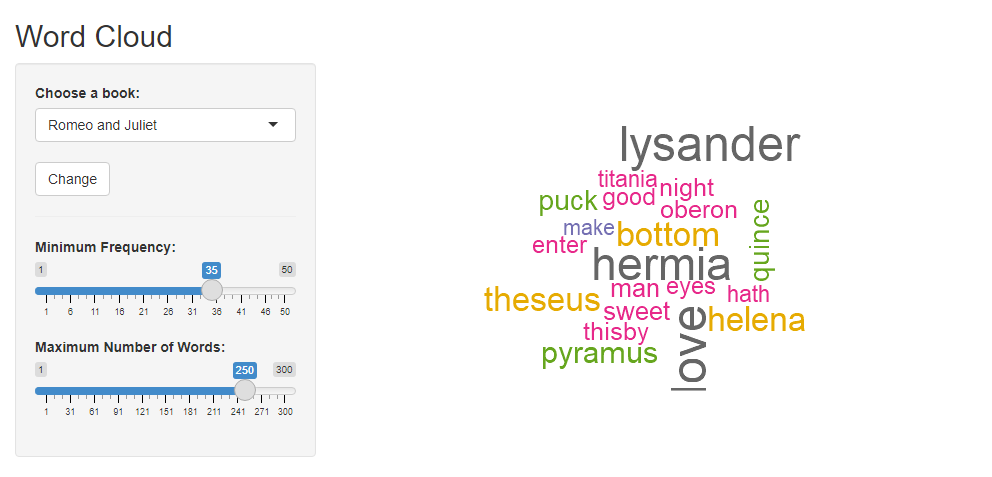 Word Cloud
Choose a book:
Romeo and Juliet
Change
Minimum Frequency:
1 35 50
1 6 11 16 21 26 31 36 41 46 50
Maximum Number of Words:
1 250 300
1 31 61 91 121 151 181 211 241 271 300
lysander
titania
night
puck
good
oberon
quince
make
bottom
enter
hermia
man
eyes
hath
theseus
sweet
love
helena
thisby
pyramus